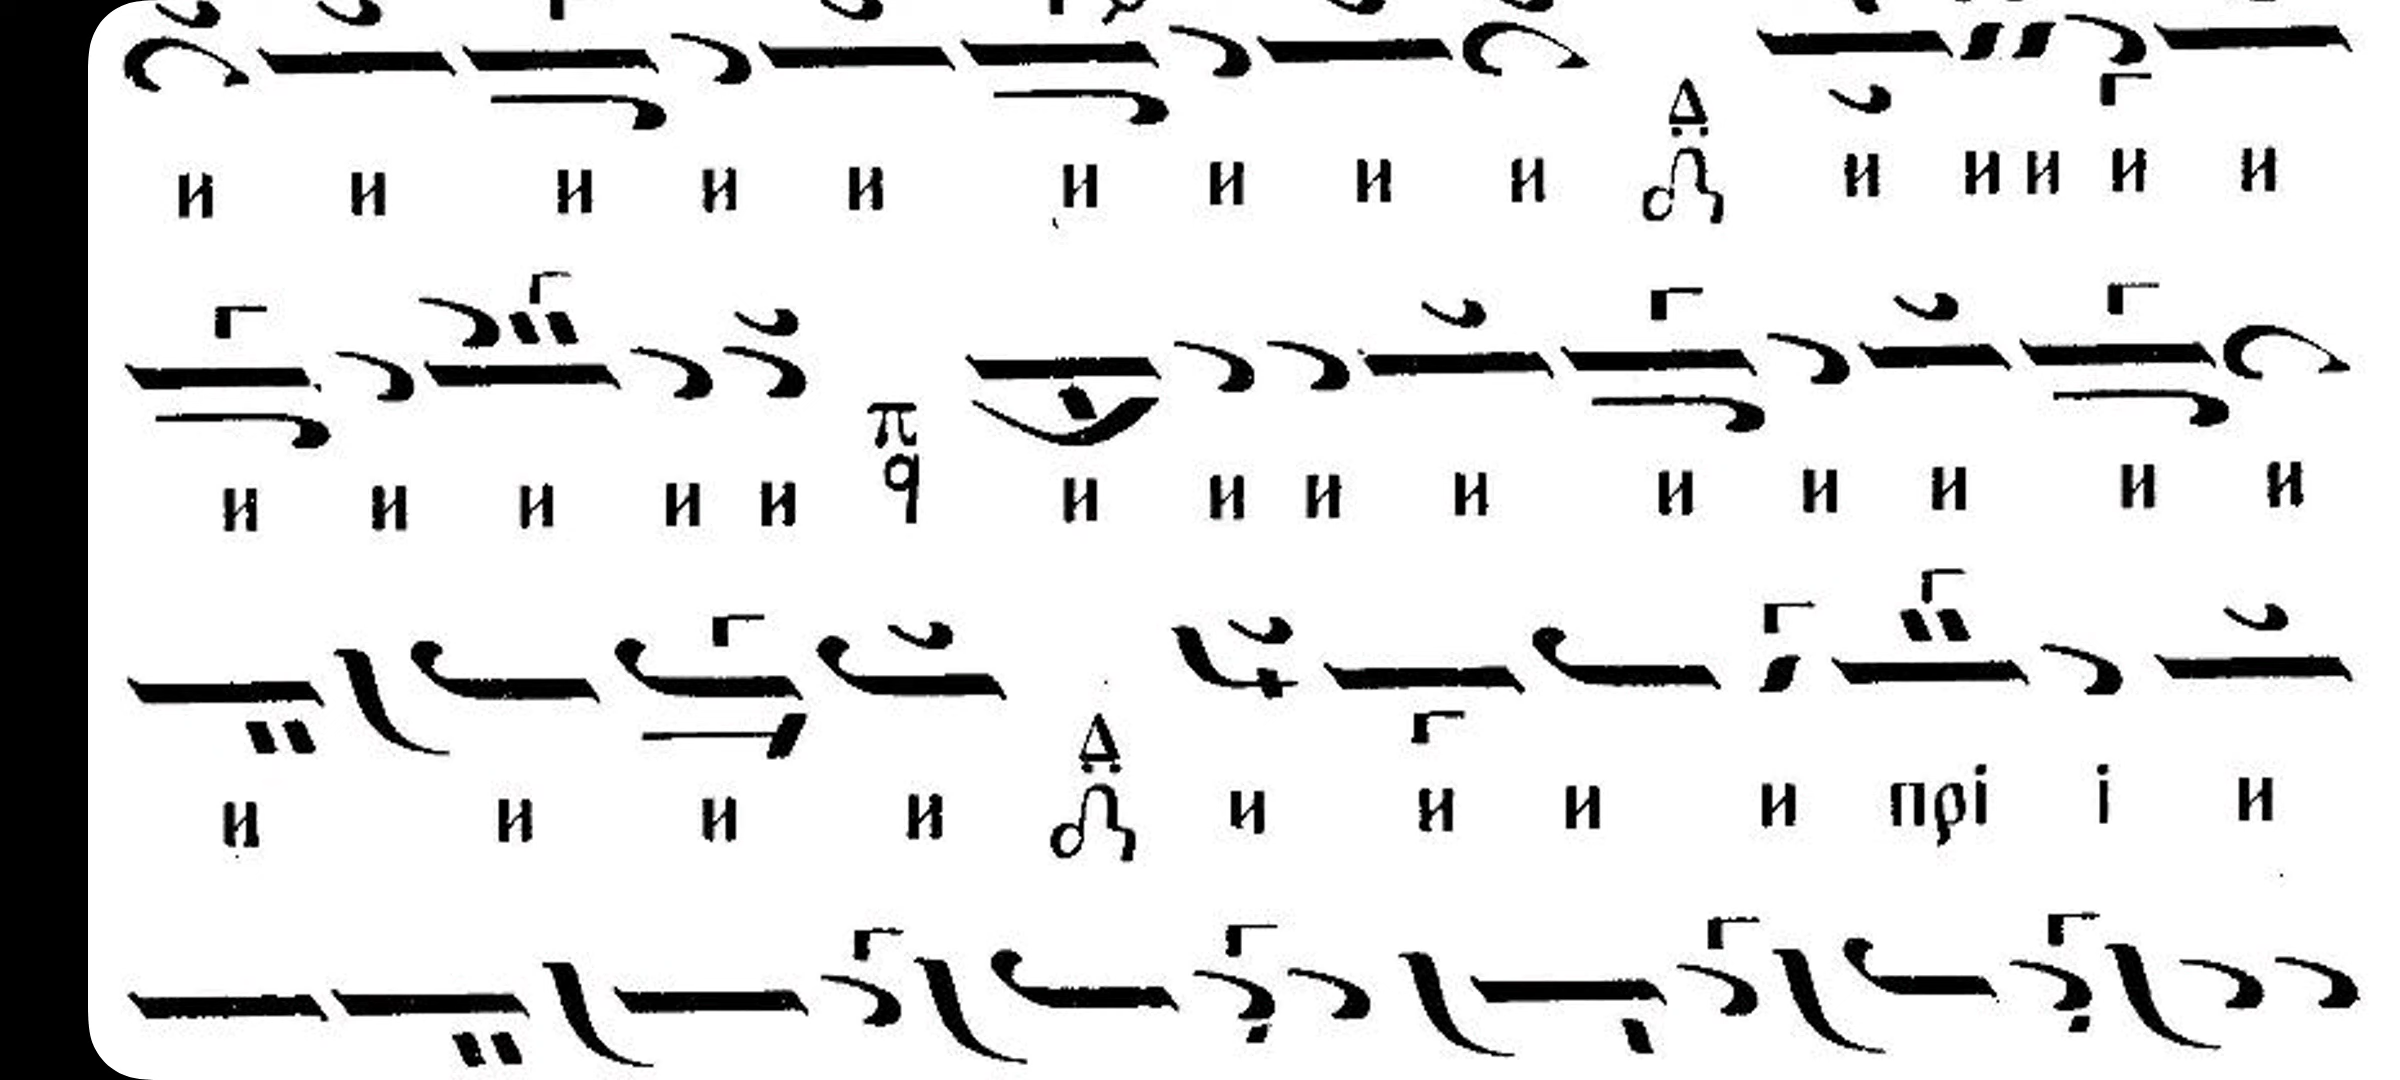 и и и и и и и и и Δ и и и и и
и и и и и π q и и и и и и и и и
и и и и Δ и и и и прі і и